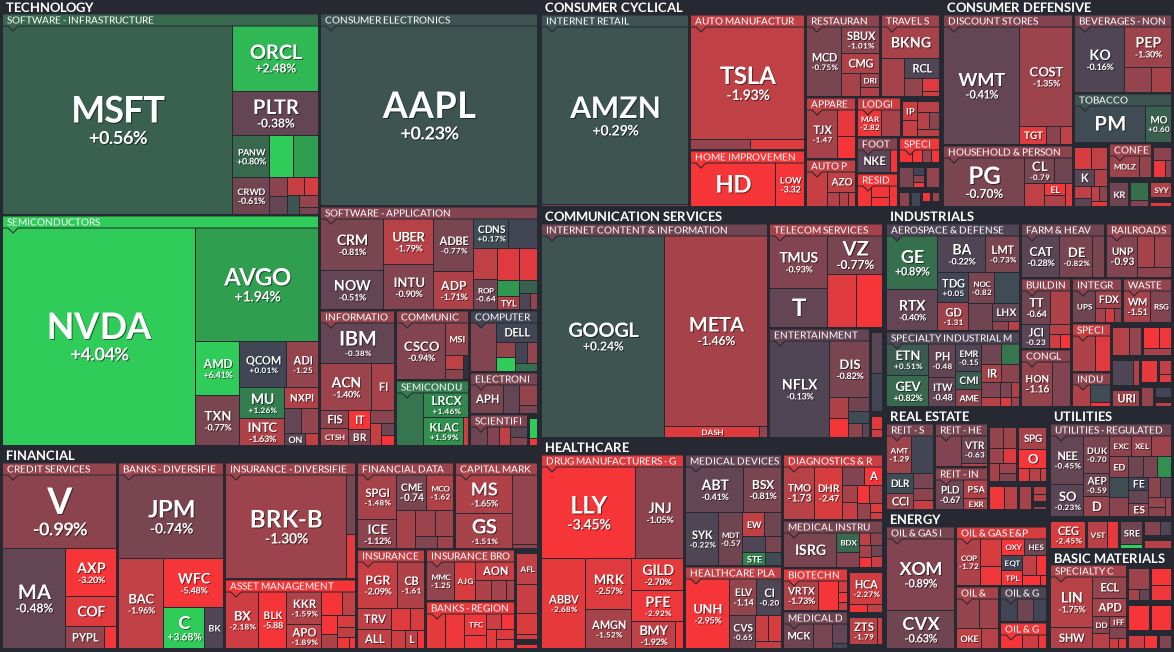 TECHNOLOGY
SOFTWARE - INFRASTRUCTURE
MSFT
+0.56%
ORCL
+2.48%
PLTR
-0.38%
PANW
+0.80%
CRWD
-0.61%
CONSUMER ELECTRONICS
AAPL
+0.23%
SEMICONDUCTORS
NVDA
+4.04%
AVGO
+1.94%
AMD
+6.41%
QCOM
+0.01%
ADI
-1.25
MU
+1.26%
NXPI
TXN
-0.77%
INTC
-1.63%
ON
SOFTWARE - APPLICATION
CRM
-0.81%
UBER
-1.79%
ADBE
-0.77%
CDNS
+0.17%
NOW
-0.51%
INTU
-0.90%
ADP
-1.71%
ROP
-0.64
TYL
INFORMATIO
IBM
-0.38%
ACN
-1.40%
FI
FIS
IT
CTSH
BR
COMMUNIC
CSCO
-0.94%
MSI
COMPUTER
DELL
SEMICONDU
LRCX
+1.46%
KLAC
+1.59%
ELECTRONI
APH
SCIENTIFI
CONSUMER CYCLICAL
INTERNET RETAIL
AMZN
+0.29%
AUTO MANUFACTUR
TSLA
-1.93%
HOME IMPROVEMEN
HD
LOW
-3.32
RESTAURAN
MCD
-0.75%
SBUX
-1.01%
CMG
DRI
TRAVEL S
BKNG
RCL
APPARE
TJX
-1.47
LODGI
MAR
-2.82
IP
FOOT
NKE
SPECI
AUTO P
AZO
RESID
CONSUMER DEFENSIVE
DISCOUNT STORES
WMT
-0.41%
COST
-1.35%
TGT
BEVERAGES - NON
KO
-0.16%
PEP
-1.30%
TOBACCO
PM
MO
+0.60
HOUSEHOLD & PERSON
PG
-0.70%
CL
-0.79
EL
K
CONFE
MDLZ
KR
SYY
COMMUNICATION SERVICES
INTERNET CONTENT & INFORMATION
GOOGL
+0.24%
META
-1.46%
DASH
TELECOM SERVICES
TMUS
-0.93%
VZ
-0.77%
T
ENTERTAINMENT
NFLX
-0.13%
DIS
-0.82%
INDUSTRIALS
AEROSPACE & DEFENSE
GE
+0.89%
BA
-0.22%
LMT
-0.73%
RTX
-0.40%
TDG
+0.05
NOC
-0.82
GD
-1.31
LHX
FARM & HEAV
CAT
-0.28%
DE
-0.82%
RAILROADS
UNP
-0.93
SPECIALTY INDUSTRIAL M
ETN
+0.51%
PH
-0.48
EMR
-0.15
IR
GEV
+0.82%
ITW
-0.48
CMI
AME
BUILDIN
TT
-0.64
JCI
-0.23
INTEGR
UPS
FDX
WASTE
WM
-1.51
RSG
SPECI
CONGL
HON
-1.16
INDU
URI
FINANCIAL
CREDIT SERVICES
V
-0.99%
MA
-0.48%
AXP
-3.20%
COF
PYPL
BANKS - DIVERSIFIE
JPM
-0.74%
BAC
-1.96%
WFC
-5.48%
C
+3.68%
BK
INSURANCE - DIVERSIFIE
BRK-B
-1.30%
ASSET MANAGEMENT
BX
-2.18%
BLK
-5.88
KKR
-1.59%
APO
-1.89%
FINANCIAL DATA
SPGI
-1.48%
CME
-0.74
MCO
-1.62
ICE
-1.12%
CAPITAL MARK
MS
-1.65%
GS
-1.51%
INSURANCE
PGR
-2.09%
CB
-1.61
TRV
ALL
L
INSURANCE BRO
MMC
-1.25
AJG
AON
AFL
BANKS - REGION
TFC
HEALTHCARE
DRUG MANUFACTURERS - G
LLY
-3.45%
JNJ
-1.05%
ABBV
-2.68%
MRK
-2.57%
GILD
-2.70%
AMGN
-1.52%
PFE
-2.92%
BMY
-1.92%
MEDICAL DEVICES
ABT
-0.41%
BSX
-0.81%
SYK
-0.22%
MDT
-0.57
EW
STE
DIAGNOSTICS & R
TMO
-1.73
DHR
-2.47
A
MEDICAL INSTRU
ISRG
BDX
HEALTHCARE PLA
UNH
-2.95%
ELV
-1.14
CI
-0.20
CVS
-0.65
BIOTECHN
VRTX
-1.73%
HCA
-2.27%
MEDICAL D
MCK
ZTS
-1.79
REAL ESTATE
REIT - S
AMT
-1.29
DLR
CCI
REIT - HE
VTR
-0.63
REIT - IN
PLD
-0.67
PSA
EXR
SPG
O
UTILITIES
UTILITIES - REGULATED
NEE
-0.45%
DUK
-0.70
EXC
XEL
ED
SO
-0.23
AEP
-0.59
FE
D
ES
CEG
-2.45%
VST
SRE
ENERGY
OIL & GAS I
XOM
-0.89%
CVX
-0.63%
OIL & GAS E&P
COP
-1.72
OXY
HES
EQT
TPL
OIL &
OKE
OIL & G
OIL & G
BASIC MATERIALS
SPECIALTY C
LIN
-1.75%
SHW
ECL
APD
DD
IFF